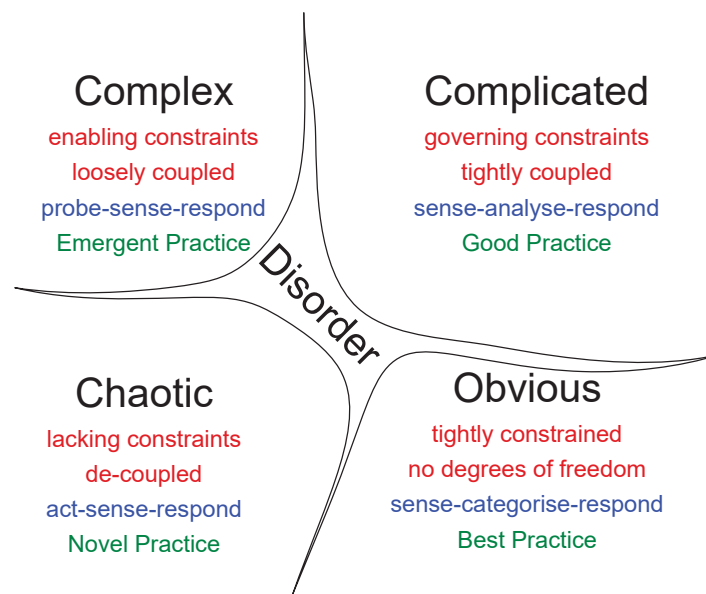 Complex
enabling constraints
loosely coupled
probe-sense-respond
Emergent Practice
Complicated
governing constraints
tightly coupled
sense-analyse-respond
Good Practice
Disorder
Chaotic
lacking constraints
de-coupled
act-sense-respond
Novel Practice
Obvious
tightly constrained
no degrees of freedom
sense-categorise-respond
Best Practice